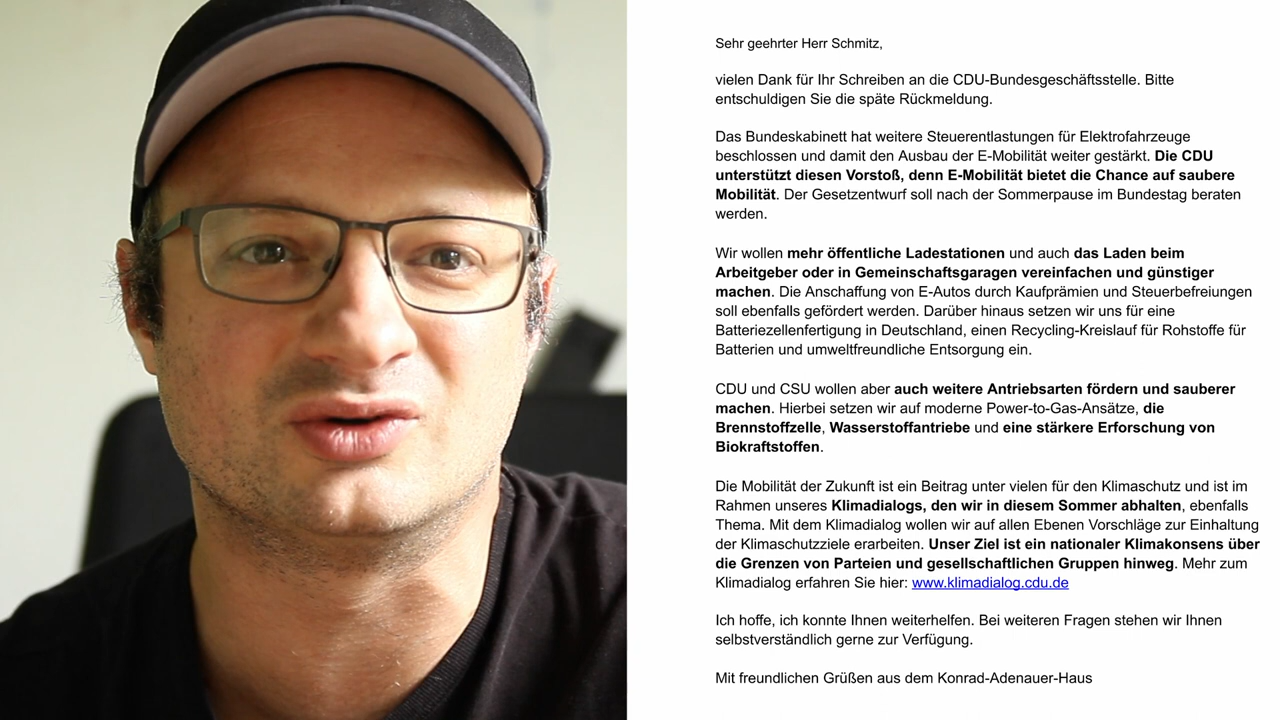 Sehr geehrter Herr Schmitz,
vielen Dank für Ihr Schreiben an die CDU-Bundesgeschäftsstelle. Bitte
entschuldigen Sie die späte Rückmeldung.
Das Bundeskabinett hat weitere Steuerentlastungen für Elektrofahrzeuge
beschlossen und damit den Ausbau der E-Mobilität weiter gestärkt. Die CDU
unterstützt diesen Vorstoß, denn E-Mobilität bietet die Chance auf saubere
Mobilität. Der Gesetzentwurf soll nach der Sommerpause im Bundestag beraten
werden.
Wir wollen mehr öffentliche Ladestationen und auch das Laden beim
Arbeitgeber oder in Gemeinschaftsgaragen vereinfachen und günstiger
machen. Die Anschaffung von E-Autos durch Kaufprämien und Steuerbefreiungen
soll ebenfalls gefördert werden. Darüber hinaus setzen wir uns für eine
Batteriezellenfertigung in Deutschland, einen Recycling-Kreislauf für Rohstoffe für
Batterien und umweltfreundliche Entsorgung ein.
CDU und CSU wollen aber auch weitere Antriebsarten fördern und sauberer
machen. Hierbei setzen wir auf moderne Power-to-Gas-Ansätze, die
Brennstoffzelle, Wasserstoffantriebe und eine stärkere Erforschung von
Biokraftstoffen.
Die Mobilität der Zukunft ist ein Beitrag unter vielen für den Klimaschutz und ist im
Rahmen unseres Klimadialogs, den wir in diesem Sommer abhalten, ebenfalls
Thema. Mit dem Klimadialog wollen wir auf allen Ebenen Vorschläge zur Einhaltung
der Klimaschutzziele erarbeiten. Unser Ziel ist ein nationaler Klimakonsens über
die Grenzen von Parteien und gesellschaftlichen Gruppen hinweg. Mehr zum
Klimadialog erfahren Sie hier: www.klimadialog.cdu.de
Ich hoffe, ich konnte Ihnen weiterhelfen. Bei weiteren Fragen stehen wir Ihnen
selbstverständlich gerne zur Verfügung.
Mit freundlichen Grüßen aus dem Konrad-Adenauer-Haus